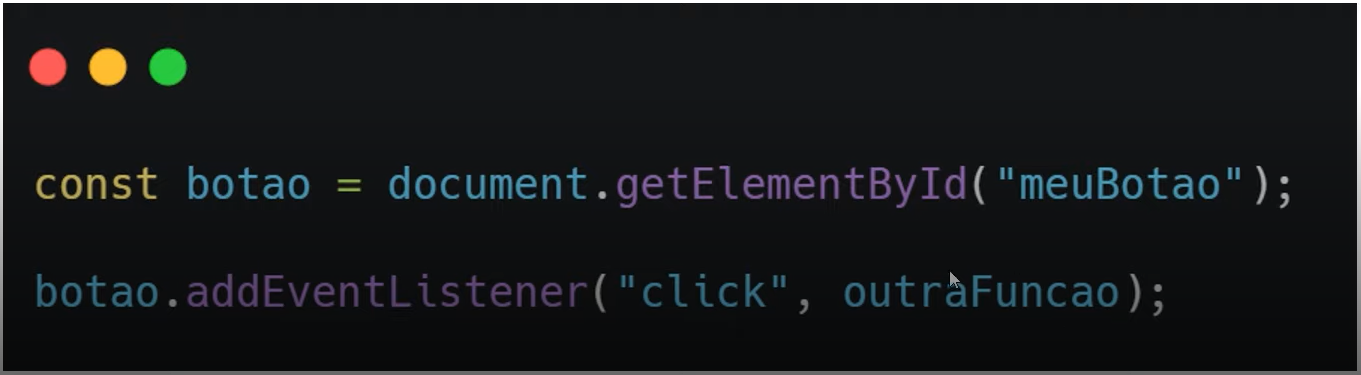 const botao = document.getElementById("meuBotao");
botao.addEventListener("click", outraFuncao);